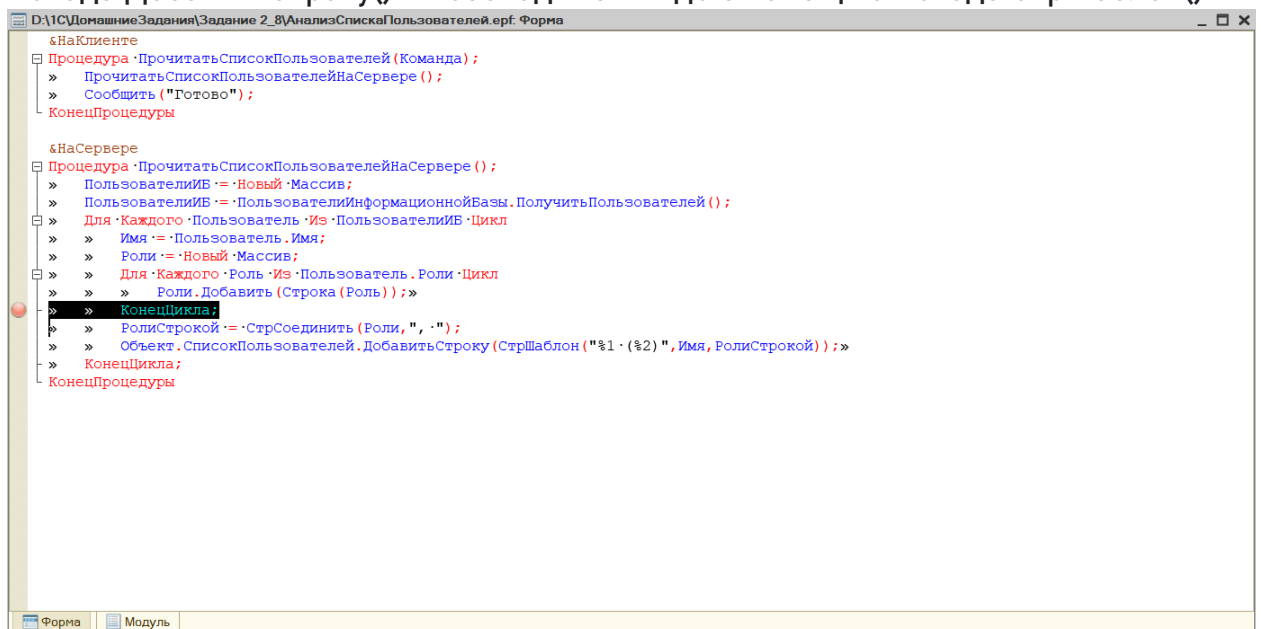 D:\1С\ДомашниеЗадания\Задание 2_8\АнализСпискаПользователей.epf: Форма
&НаКлиенте
Процедура·ПрочитатьСписокПользователей(Команда);
» ПрочитатьСписокПользователейНаСервере();
» Сообщить("Готово");
КонецПроцедуры
&НаСервере
Процедура·ПрочитатьСписокПользователейНаСервере();
» ПользователиИБ·=·Новый·Массив;
» ПользователиИБ·=·ПользователиИнформационнойБазы.ПолучитьПользователей();
» Для·Каждого·Пользователь·Из·ПользователиИБ·Цикл
» » Имя·=·Пользователь.Имя;
» » Роли·=·Новый·Массив;
» » Для·Каждого·Роль·Из·Пользователь.Роли·Цикл
» » » Роли.Добавить(Строка(Роль));»
» » КонецЦикла;
» » РолиСтрокой·=·СтрСоединить(Роли,",·");
» » Объект.СписокПользователей.ДобавитьСтроку(СтрШаблон("%1·(%2)",Имя,РолиСтрокой));»
» КонецЦикла;
КонецПроцедуры
Форма Модуль